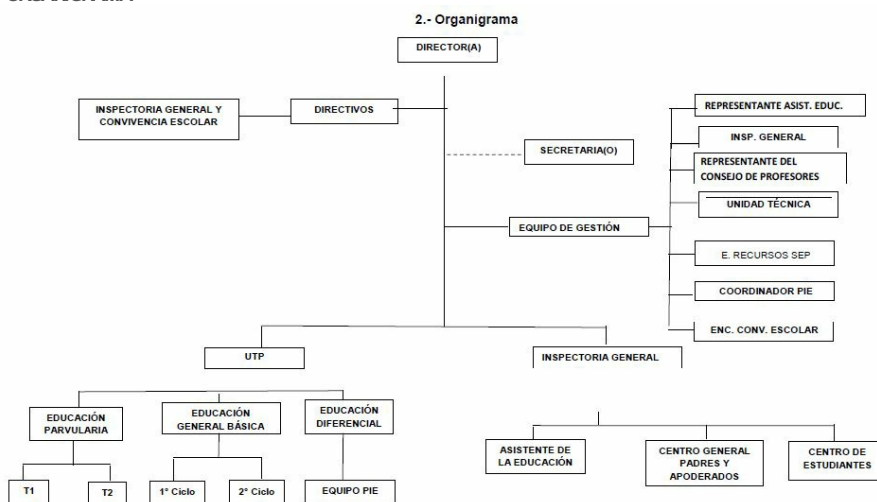 2.- Organigrama
DIRECTOR(A)
INSPECTORIA GENERAL Y
CONVIVENCIA ESCOLAR
DIRECTIVOS
SECRETARIA(O)
EQUIPO DE GESTIÓN
REPRESENTANTE ASIST. EDUC.
INSP. GENERAL
REPRESENTANTE DEL
CONSEJO DE PROFESORES
UNIDAD TÉCNICA
E. RECURSOS SEP
COORDINADOR PIE
ENC. CONV. ESCOLAR
UTP
INSPECTORIA GENERAL
EDUCACIÓN
PARVULARIA
EDUCACIÓN
GENERAL BÁSICA
EDUCACIÓN
DIFERENCIAL
T1
T2
1° Ciclo
2° Ciclo
EQUIPO PIE
ASISTENTE DE
LA EDUCACIÓN
CENTRO GENERAL
PADRES Y
APODERADOS
CENTRO DE
ESTUDIANTES